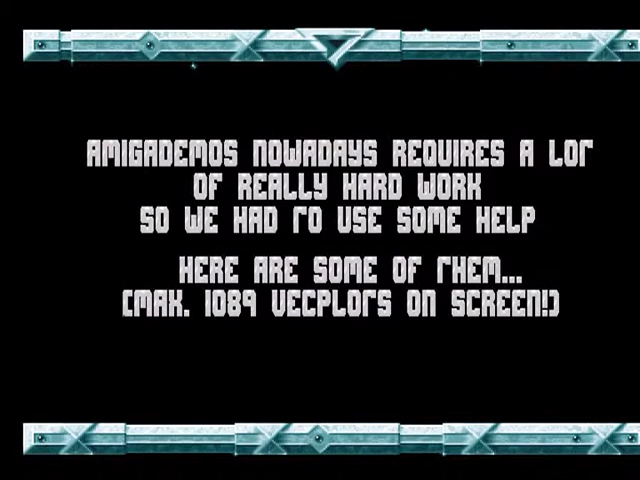 AMIGADEMOS NOWADAYS REQUIRES A LOT
OF REALLY HARD WORK
SO WE HAD TO USE SOME HELP
HERE ARE SOME OF THEM...
(MAX. 1089 VECPLOTS ON SCREEN!)